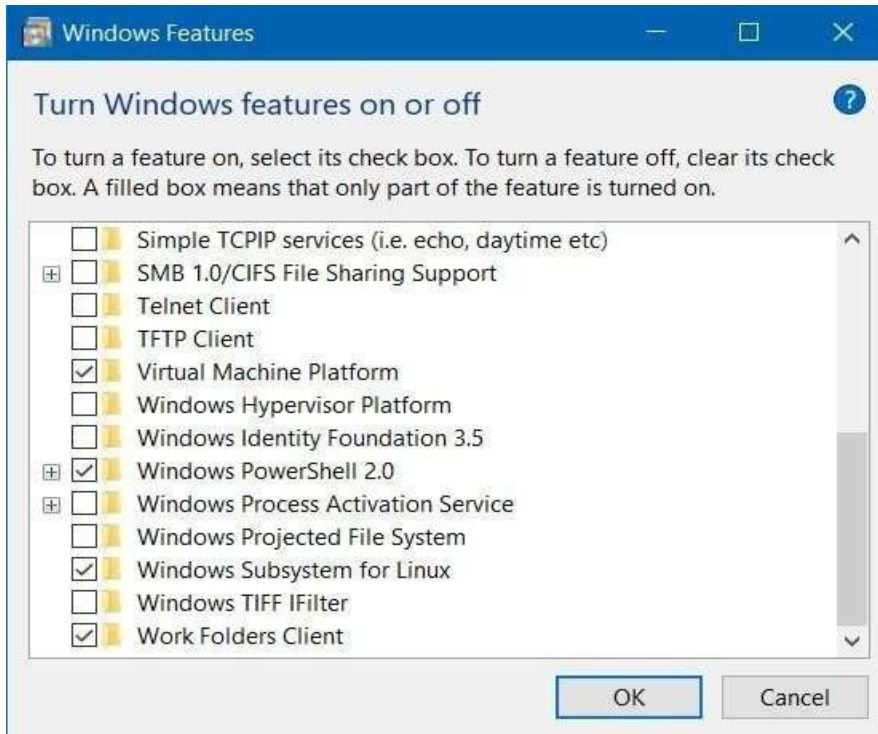 Windows Features
Turn Windows features on or off
?
To turn a feature on, select its check box. To turn a feature off, clear its check
box. A filled box means that only part of the feature is turned on.
Simple TCPIP services (i.e. echo, daytime etc)
SMB 1.0/CIFS File Sharing Support
Telnet Client
TFTP Client
Virtual Machine Platform
Windows Hypervisor Platform
Windows Identity Foundation 3.5
Windows PowerShell 2.0
Windows Process Activation Service
Windows Projected File System
Windows Subsystem for Linux
Windows TIFF IFilter
Work Folders Client
OK
Cancel